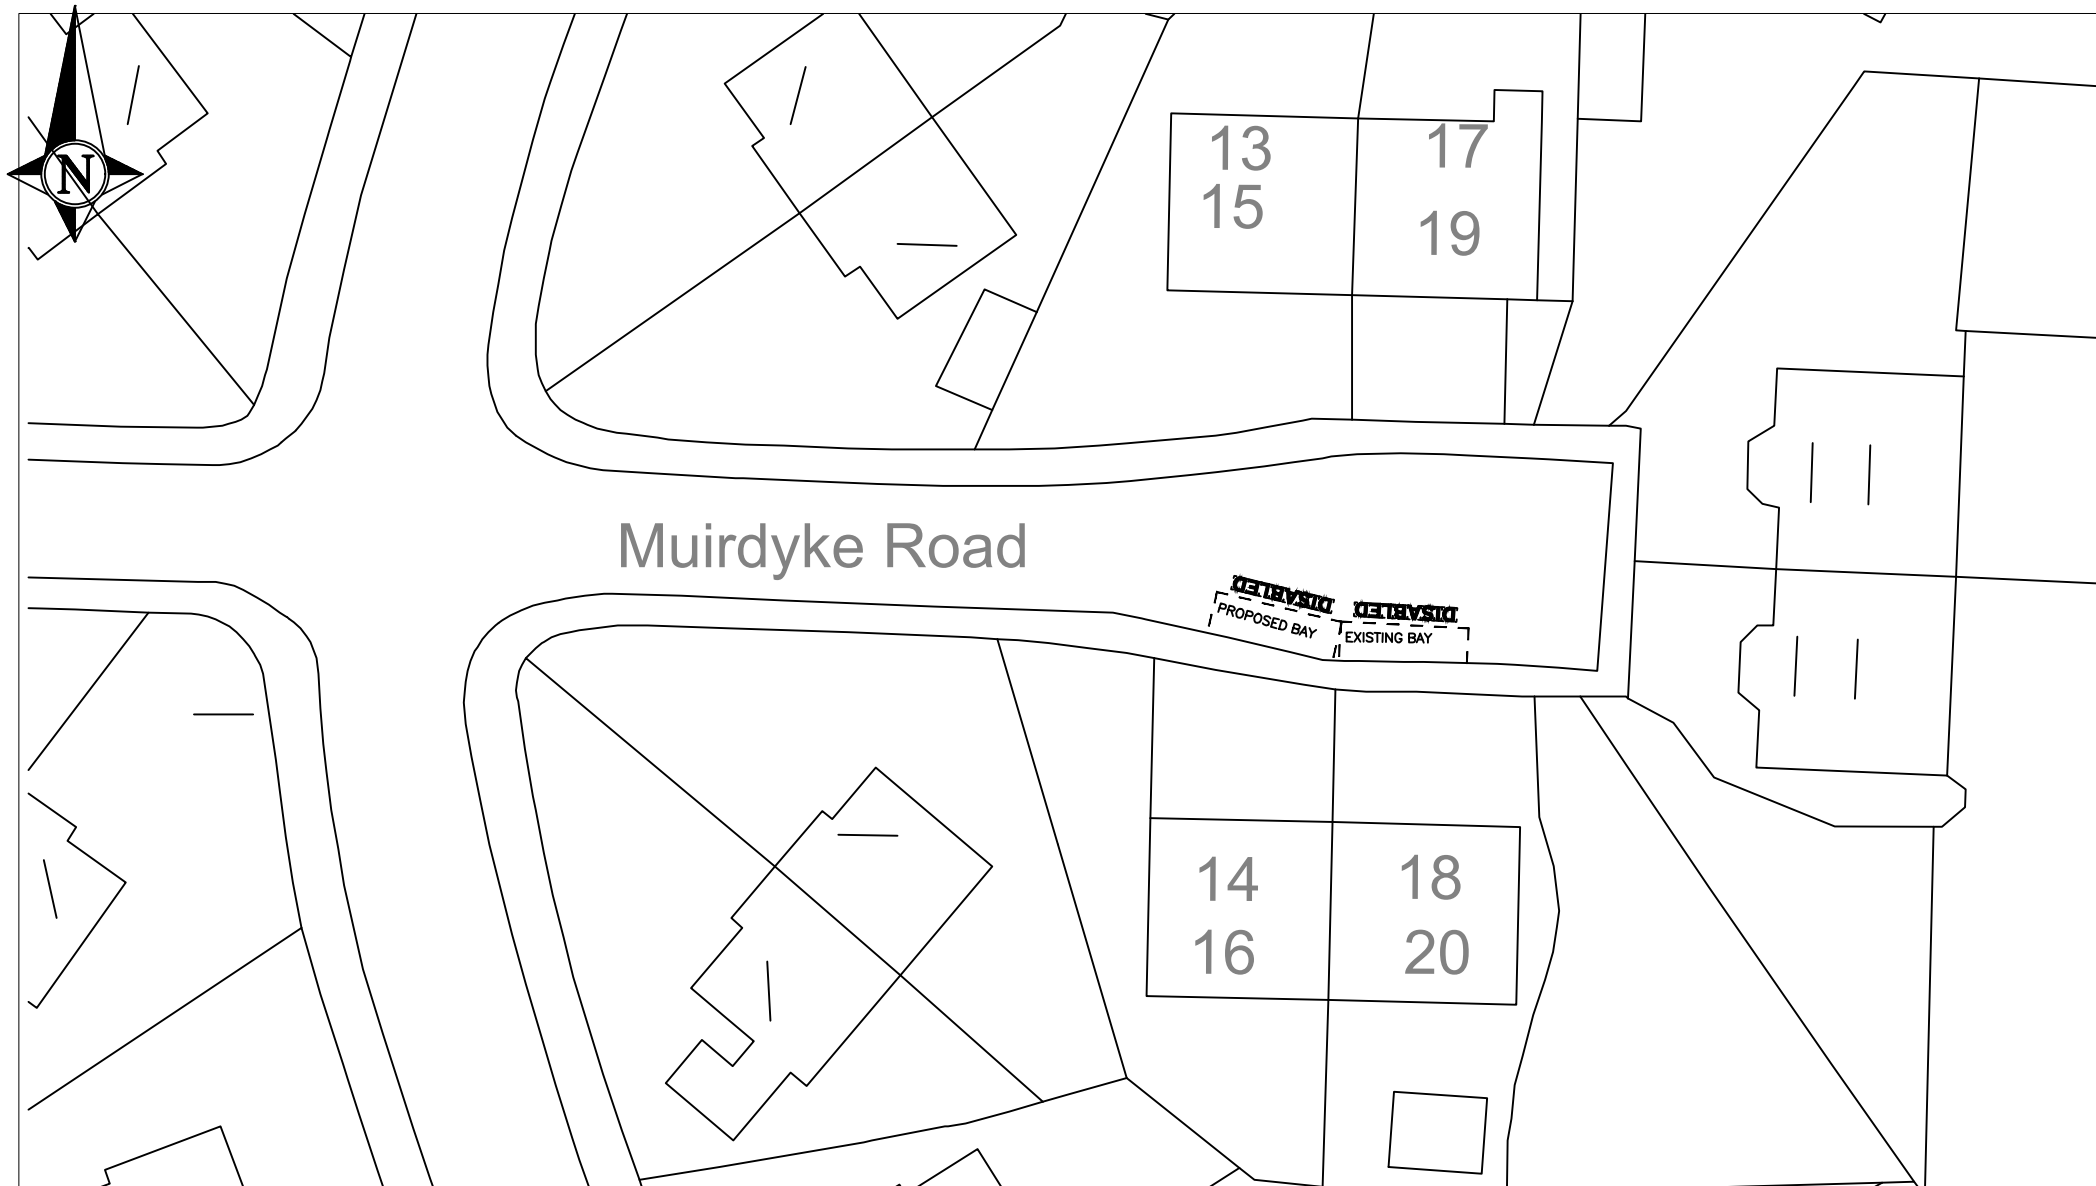 N
13
17
15
19
Muirdyke Road
DISABLED
DISABLED
PROPOSED BAY
EXISTING BAY
14
18
16
20